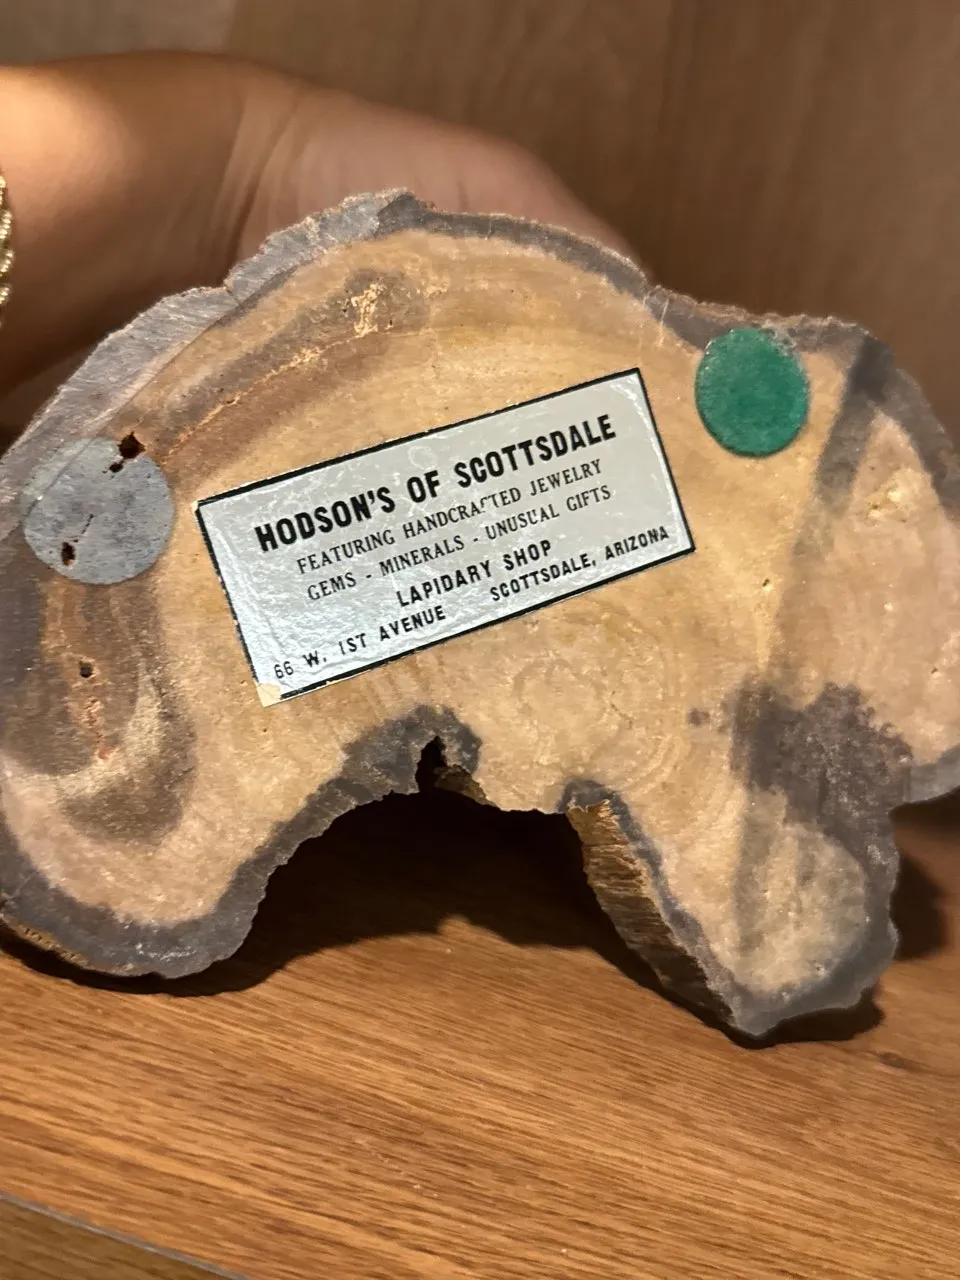 HODSON'S OF SCOTTSDALE
FEATURING HANDCRAFTED JEWELRY
GEMS - MINERALS - UNUSUAL GIFTS
LAPIDARY SHOP
66 W. 1ST AVENUE SCOTTSDALE, ARIZONA